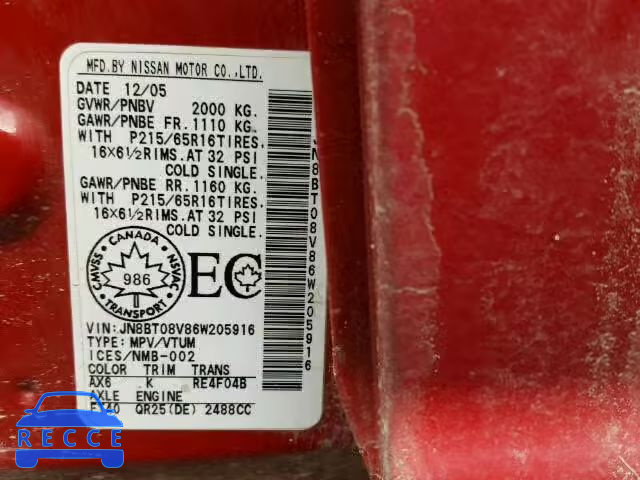 MFD.BY NISSAN MOTOR CO.,LTD.
DATE 12/05
GVWR/PNBV 2000 KG.
GAWR/PNBE FR.1110 KG.
WITH P215/65R16TIRES.
16X6½RIMS.AT 32 PSI
COLD SINGLE.
GAWR/PNBE RR.1160 KG.
WITH P215/65R16TIRES.
16X6½RIMS.AT 32 PSI
COLD SINGLE.
CANADA
CMVSS
NSVAC
986
TRANSPORT
EC
VIN:JN8BT08V86W205916
TYPE:MPV/VTUM
ICES/NMB-002
COLOR TRIM TRANS
AX6 K RE4F04B
AXLE ENGINE
QR25(DE) 2488CC
JN8BT08V86W205916
RECCE